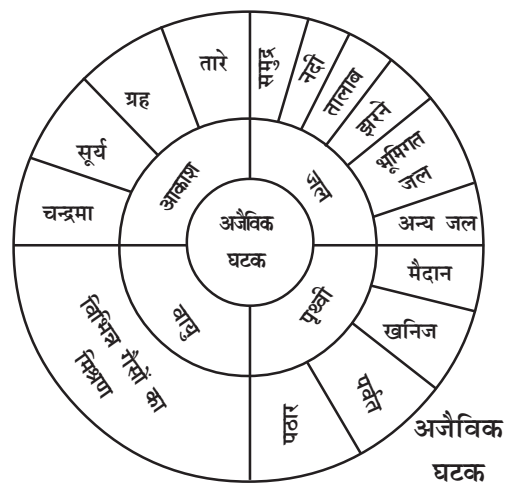 अजैविक
घटक
आकाश
जल
पृथ्वी
वायु
चन्द्रमा
सूर्य
ग्रह
तारे
समुद्र
नदी
तालाब
झरने
भूमिगत
जल
अन्य जल
मैदान
खनिज
पर्वत
पठार
विभिन्न गैसों का
मिश्रण
अजैविक
घटक